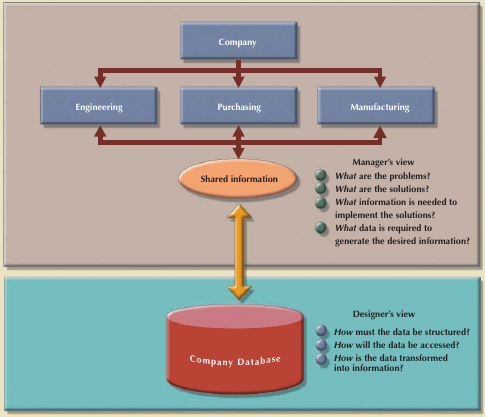 Company
Engineering
Purchasing
Manufacturing
Shared information
Manager's view
What are the problems?
What are the solutions?
What information is needed to
implement the solutions?
What data is required to
generate the desired information?
Designer's view
How must the data be structured?
How will the data be accessed?
How is the data transformed
into information?
Company Database